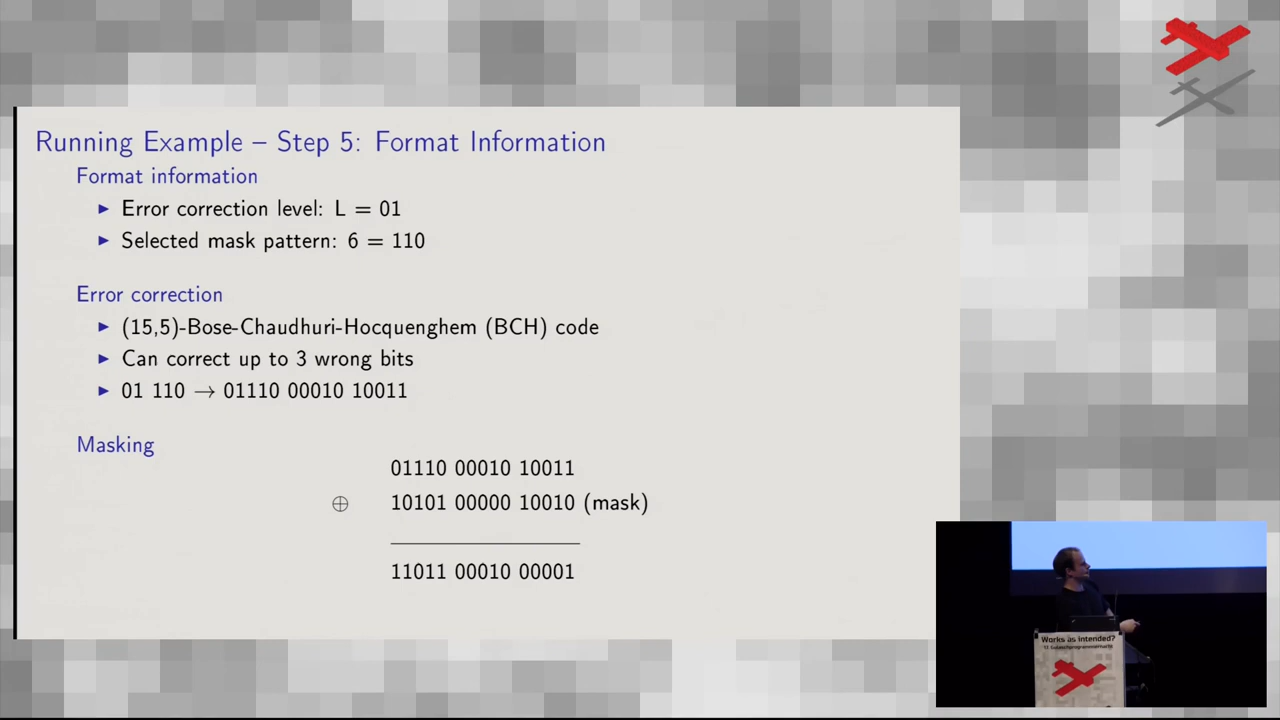 Running Example – Step 5: Format Information
Format information
▶ Error correction level: L = 01
▶ Selected mask pattern: 6 = 110
Error correction
▶ (15,5)-Bose-Chaudhuri-Hocquenghem (BCH) code
▶ Can correct up to 3 wrong bits
▶ 01 110 → 01110 00010 10011
Masking
01110 00010 10011
⊕ 10101 00000 10010 (mask)
11011 00010 00001
Works as intended?